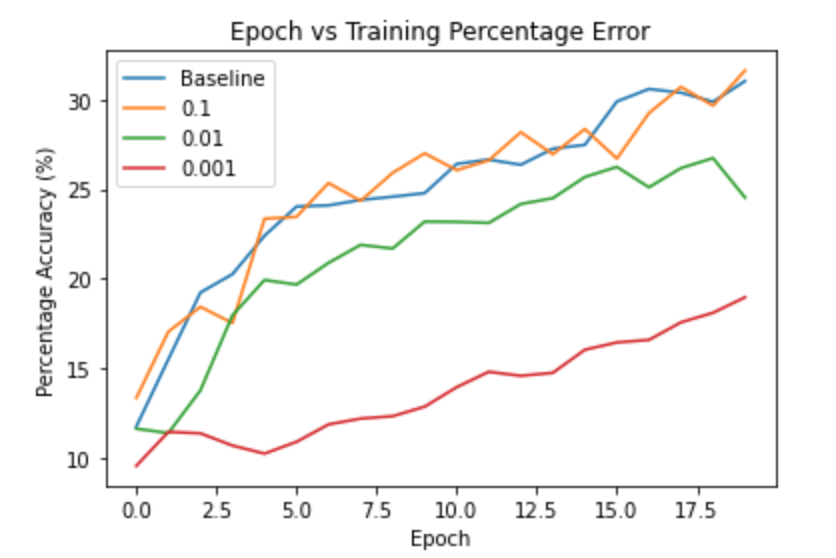 Epoch vs Training Percentage Error
Baseline
0.1
0.01
0.001
Percentage Accuracy (%)
30
25
20
15
10
0.0 2.5 5.0 7.5 10.0 12.5 15.0 17.5
Epoch